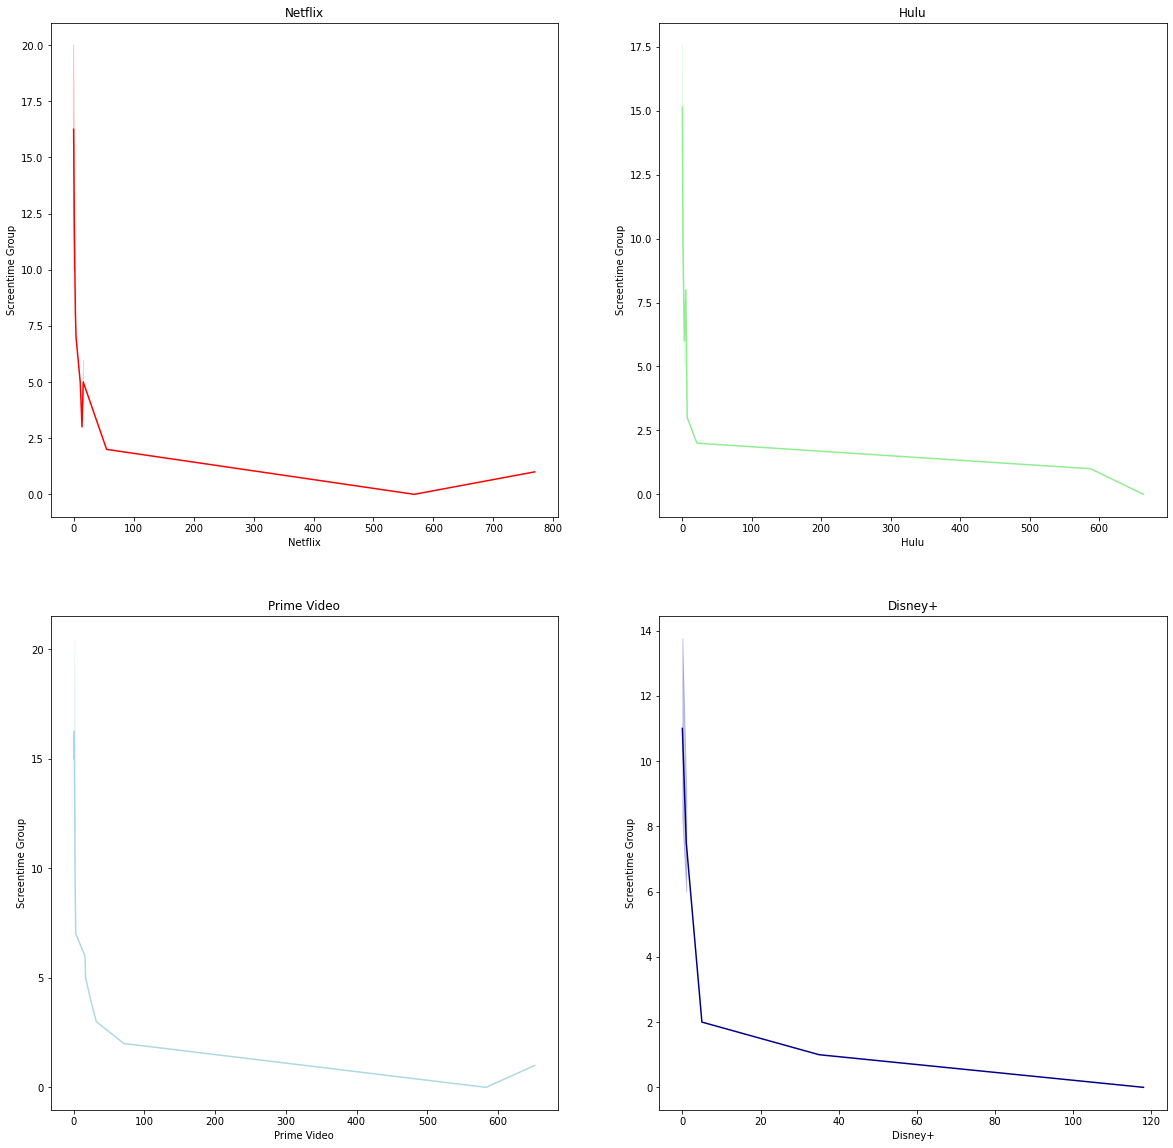 Netflix
20.0
17.5
15.0
12.5
10.0
7.5
5.0
2.5
0.0
Screentime Group
0 100 200 300 400 500 600 700 800
Netflix
Hulu
17.5
15.0
12.5
10.0
7.5
5.0
2.5
0.0
Screentime Group
0 100 200 300 400 500 600
Hulu
Prime Video
20
15
10
5
0
Screentime Group
0 100 200 300 400 500 600
Prime Video
Disney+
14
12
10
8
6
4
2
0
Screentime Group
0 20 40 60 80 100 120
Disney+